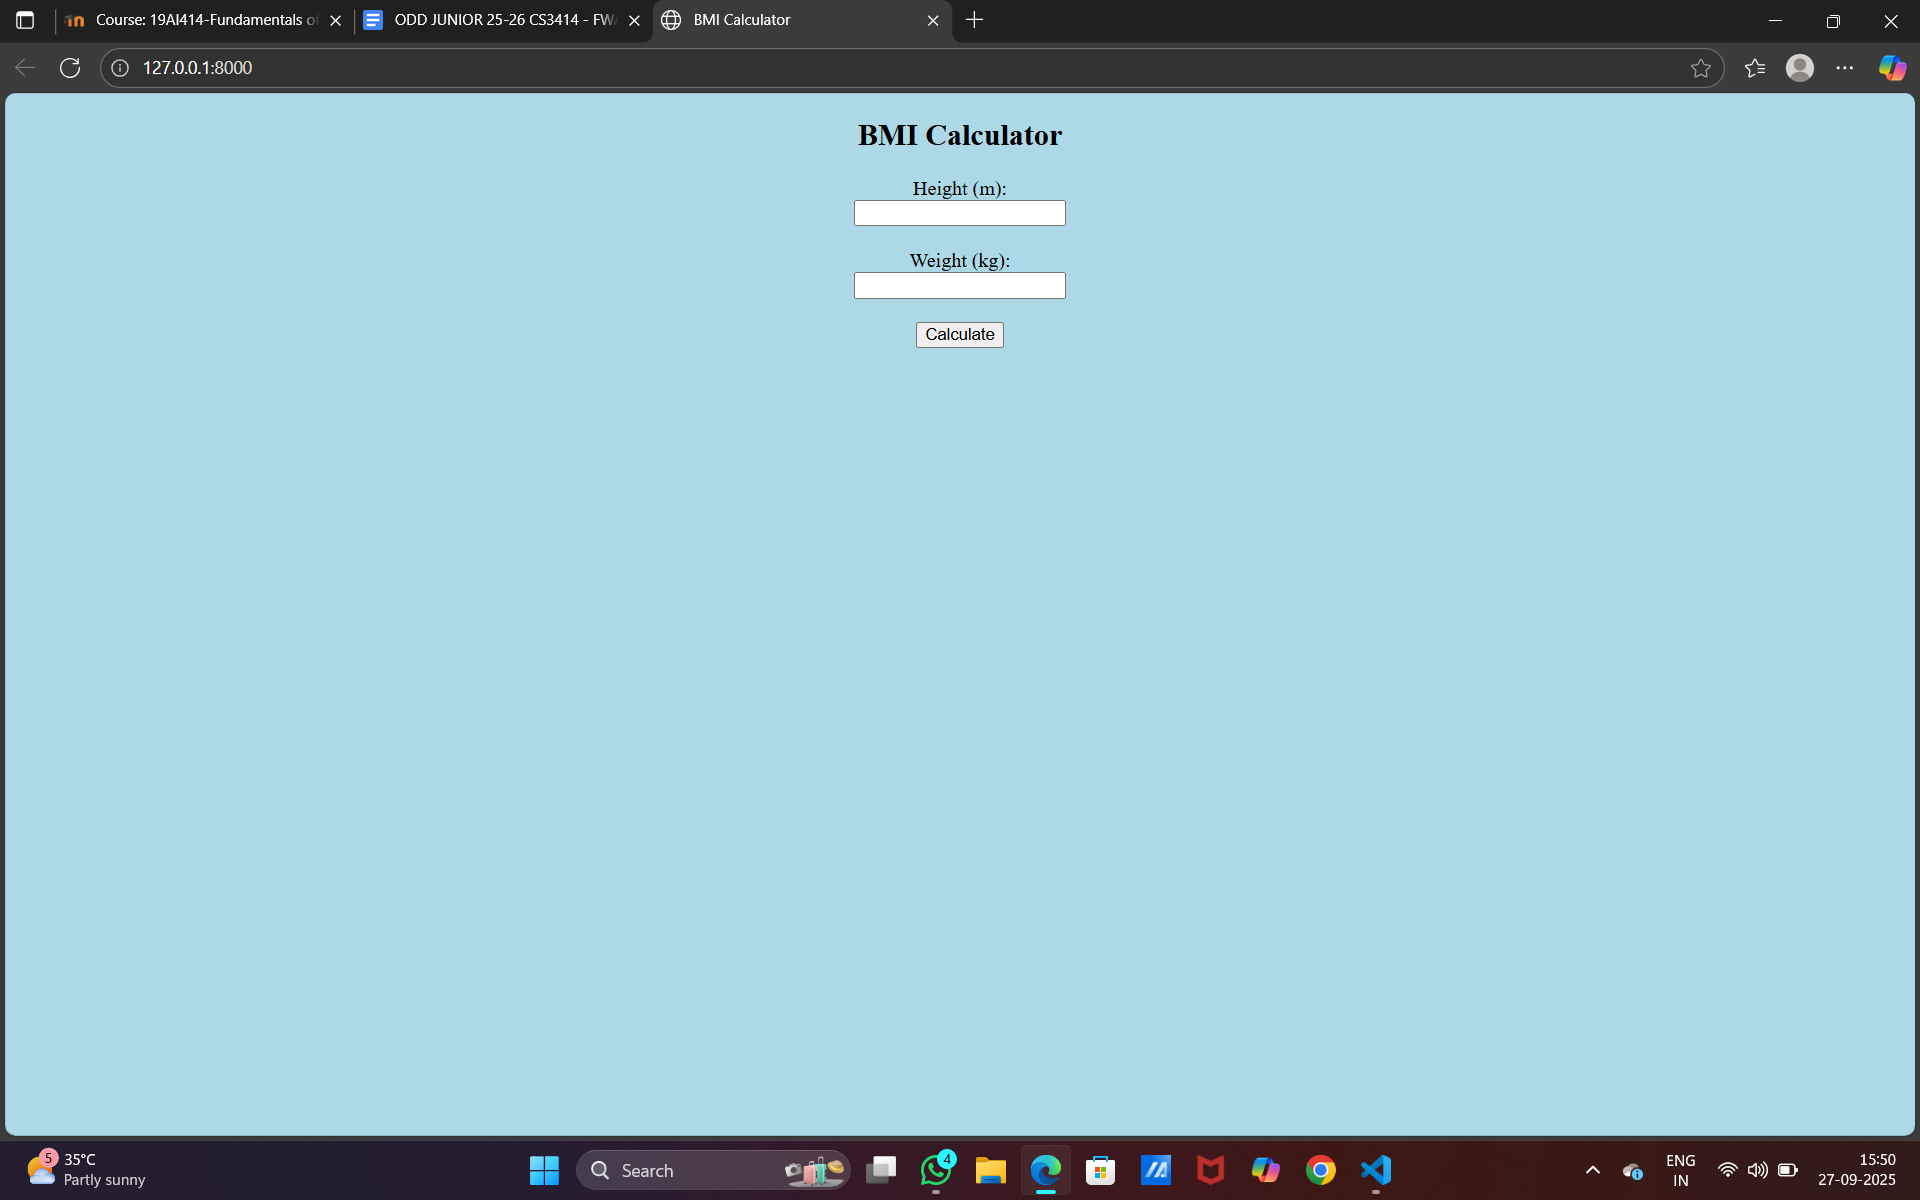 Course: 19AI414-Fundamentals of
ODD JUNIOR 25-26 CS3414 - FWA
BMI Calculator
127.0.0.1:8000
BMI Calculator
Height (m):
Weight (kg):
Calculate
5
35°C
Partly sunny
Search
4
ENG
IN
15:50
27-09-2025